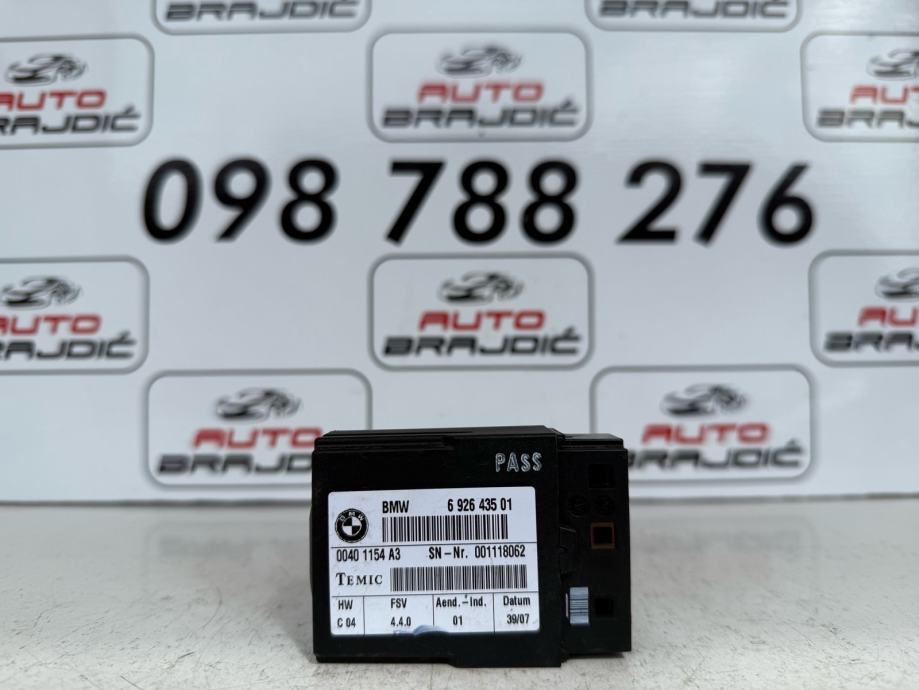 BRAJDIĆ
BRAJDIĆ
AUTO
BRAJDIĆ
AUTO
BRAJDIĆ
AUTO
BRAJDIĆ
098 788 276
AUTO
BRAJDIĆ
AUTO
BRAJDIĆ
AUTO
BRAJDIĆ
AUTO
BRAJDIĆ
AUTO
BRAJDIĆ
PASS
BMW 6 926 435 01
0040 1154 A3 SN-Nr. 001118062
TEMIC
HW FSV Aend.-Ind. Datum
C 04 4.4.0 01 39/07